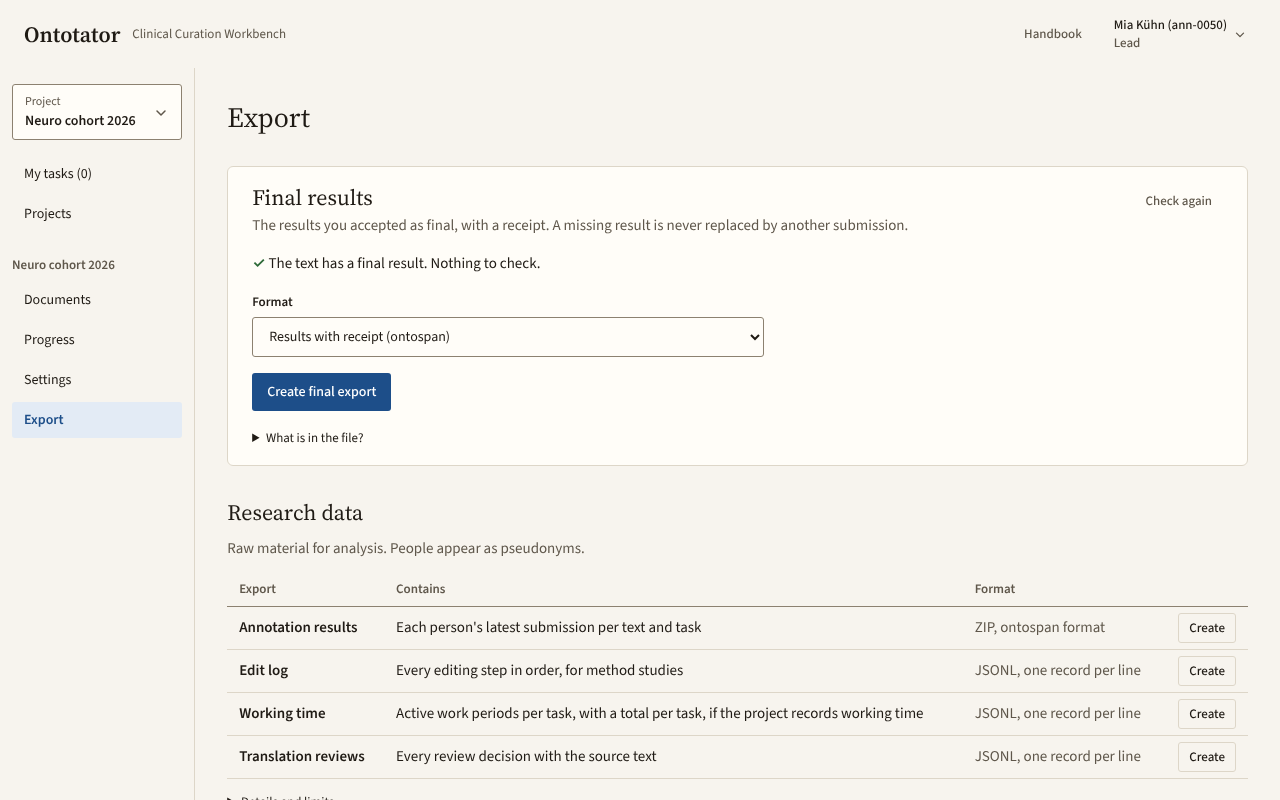 Ontotator Clinical Curation Workbench
Handbook
Mia Kühn (ann-0050)
Lead
Project
Neuro cohort 2026
My tasks (0)
Projects
Neuro cohort 2026
Documents
Progress
Settings
Export
Export
Final results
Check again
The results you accepted as final, with a receipt. A missing result is never replaced by another submission.
The text has a final result. Nothing to check.
Format
Results with receipt (ontospan)
Create final export
What is in the file?
Research data
Raw material for analysis. People appear as pseudonyms.
Export Contains Format
Annotation results Each person's latest submission per text and task ZIP, ontospan format Create
Edit log Every editing step in order, for method studies JSONL, one record per line Create
Working time Active work periods per task, with a total per task, if the project records working time JSONL, one record per line Create
Translation reviews Every review decision with the source text JSONL, one record per line Create
Details and limits